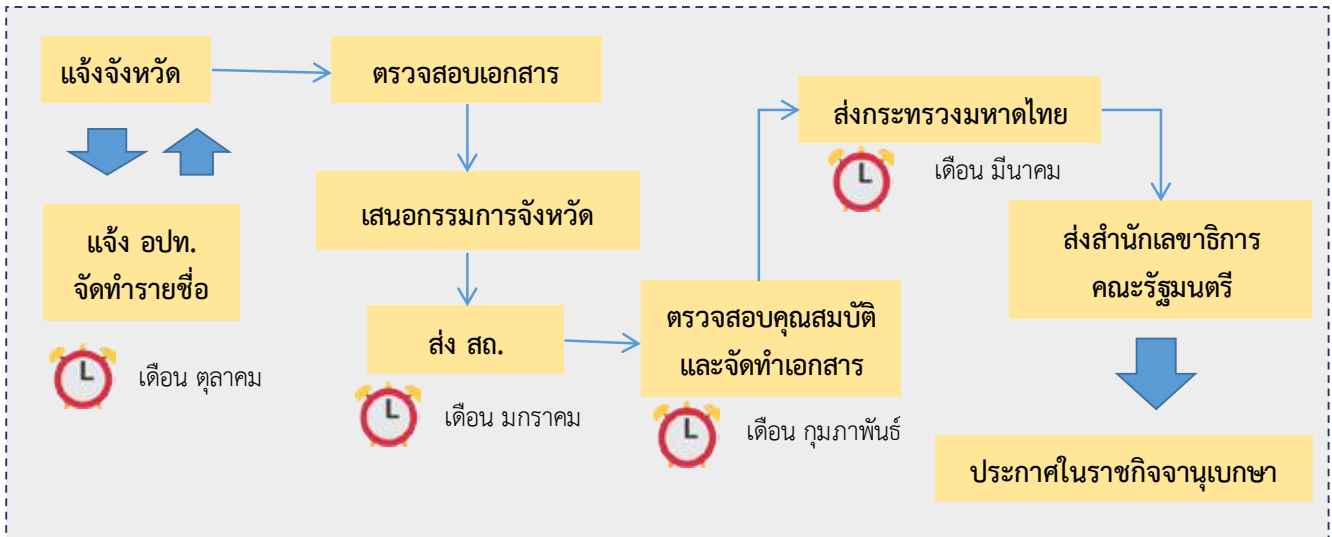 แจ้งจังหวัด
ตรวจสอบเอกสาร
แจ้ง อปท.
จัดทำรายชื่อ
เดือน ตุลาคม
เสนอกรรมการจังหวัด
ส่ง สถ.
เดือน มกราคม
ตรวจสอบคุณสมบัติ
และจัดทำเอกสาร
เดือน กุมภาพันธ์
ส่งกระทรวงมหาดไทย
เดือน มีนาคม
ส่งสำนักเลขาธิการ
คณะรัฐมนตรี
ประกาศในราชกิจจานุเบกษา